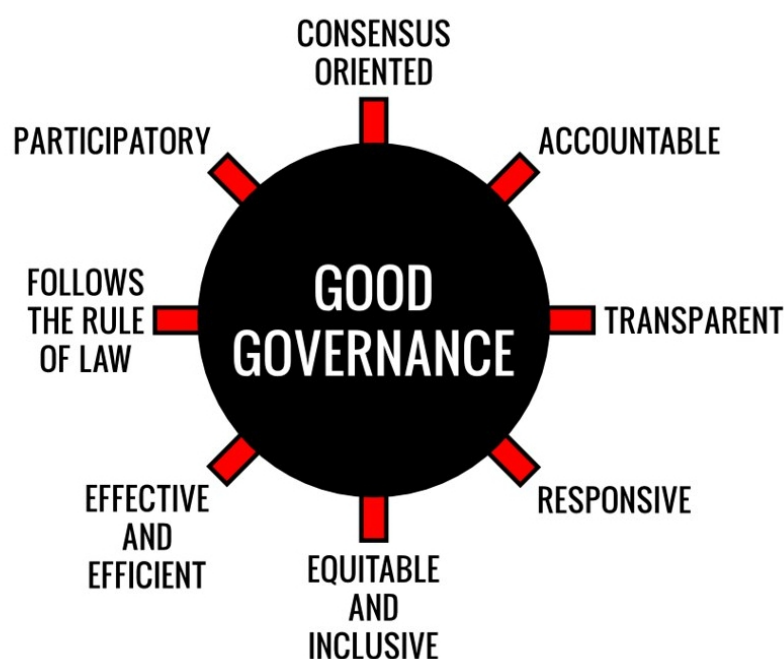 CONSENSUS
ORIENTED
PARTICIPATORY
ACCOUNTABLE
FOLLOWS
THE RULE
OF LAW
GOOD
GOVERNANCE
TRANSPARENT
EFFECTIVE
AND
EFFICIENT
RESPONSIVE
EQUITABLE
AND
INCLUSIVE